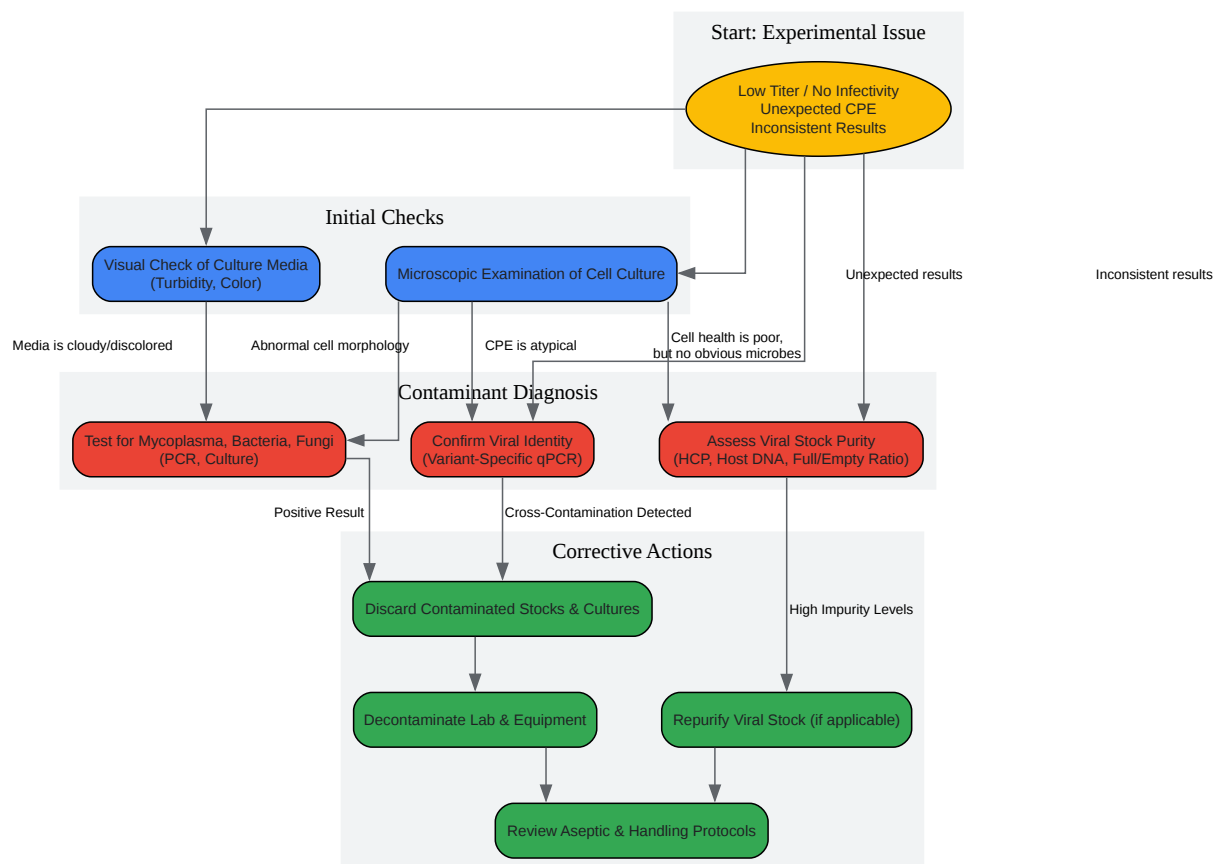 Start: Experimental Issue
Low Titer / No Infectivity
Unexpected CPE
Inconsistent Results
Initial Checks
Visual Check of Culture Media
(Turbidity, Color)
Microscopic Examination of Cell Culture
Unexpected results
Inconsistent results
Media is cloudy/discolored
Abnormal cell morphology
CPE is atypical
Cell health is poor,
but no obvious microbes
Contaminant Diagnosis
Test for Mycoplasma, Bacteria, Fungi
(PCR, Culture)
Confirm Viral Identity
(Variant-Specific qPCR)
Assess Viral Stock Purity
(HCP, Host DNA, Full/Empty Ratio)
Positive Result
Cross-Contamination Detected
Corrective Actions
Discard Contaminated Stocks & Cultures
High Impurity Levels
Decontaminate Lab & Equipment
Repurify Viral Stock (if applicable)
Review Aseptic & Handling Protocols